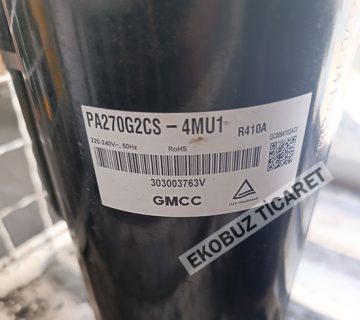 PA270G2CS-4MU1 R410A
220-240V~, 50Hz RoHS
303003763V
GMCC
EKOBUZ TICARET